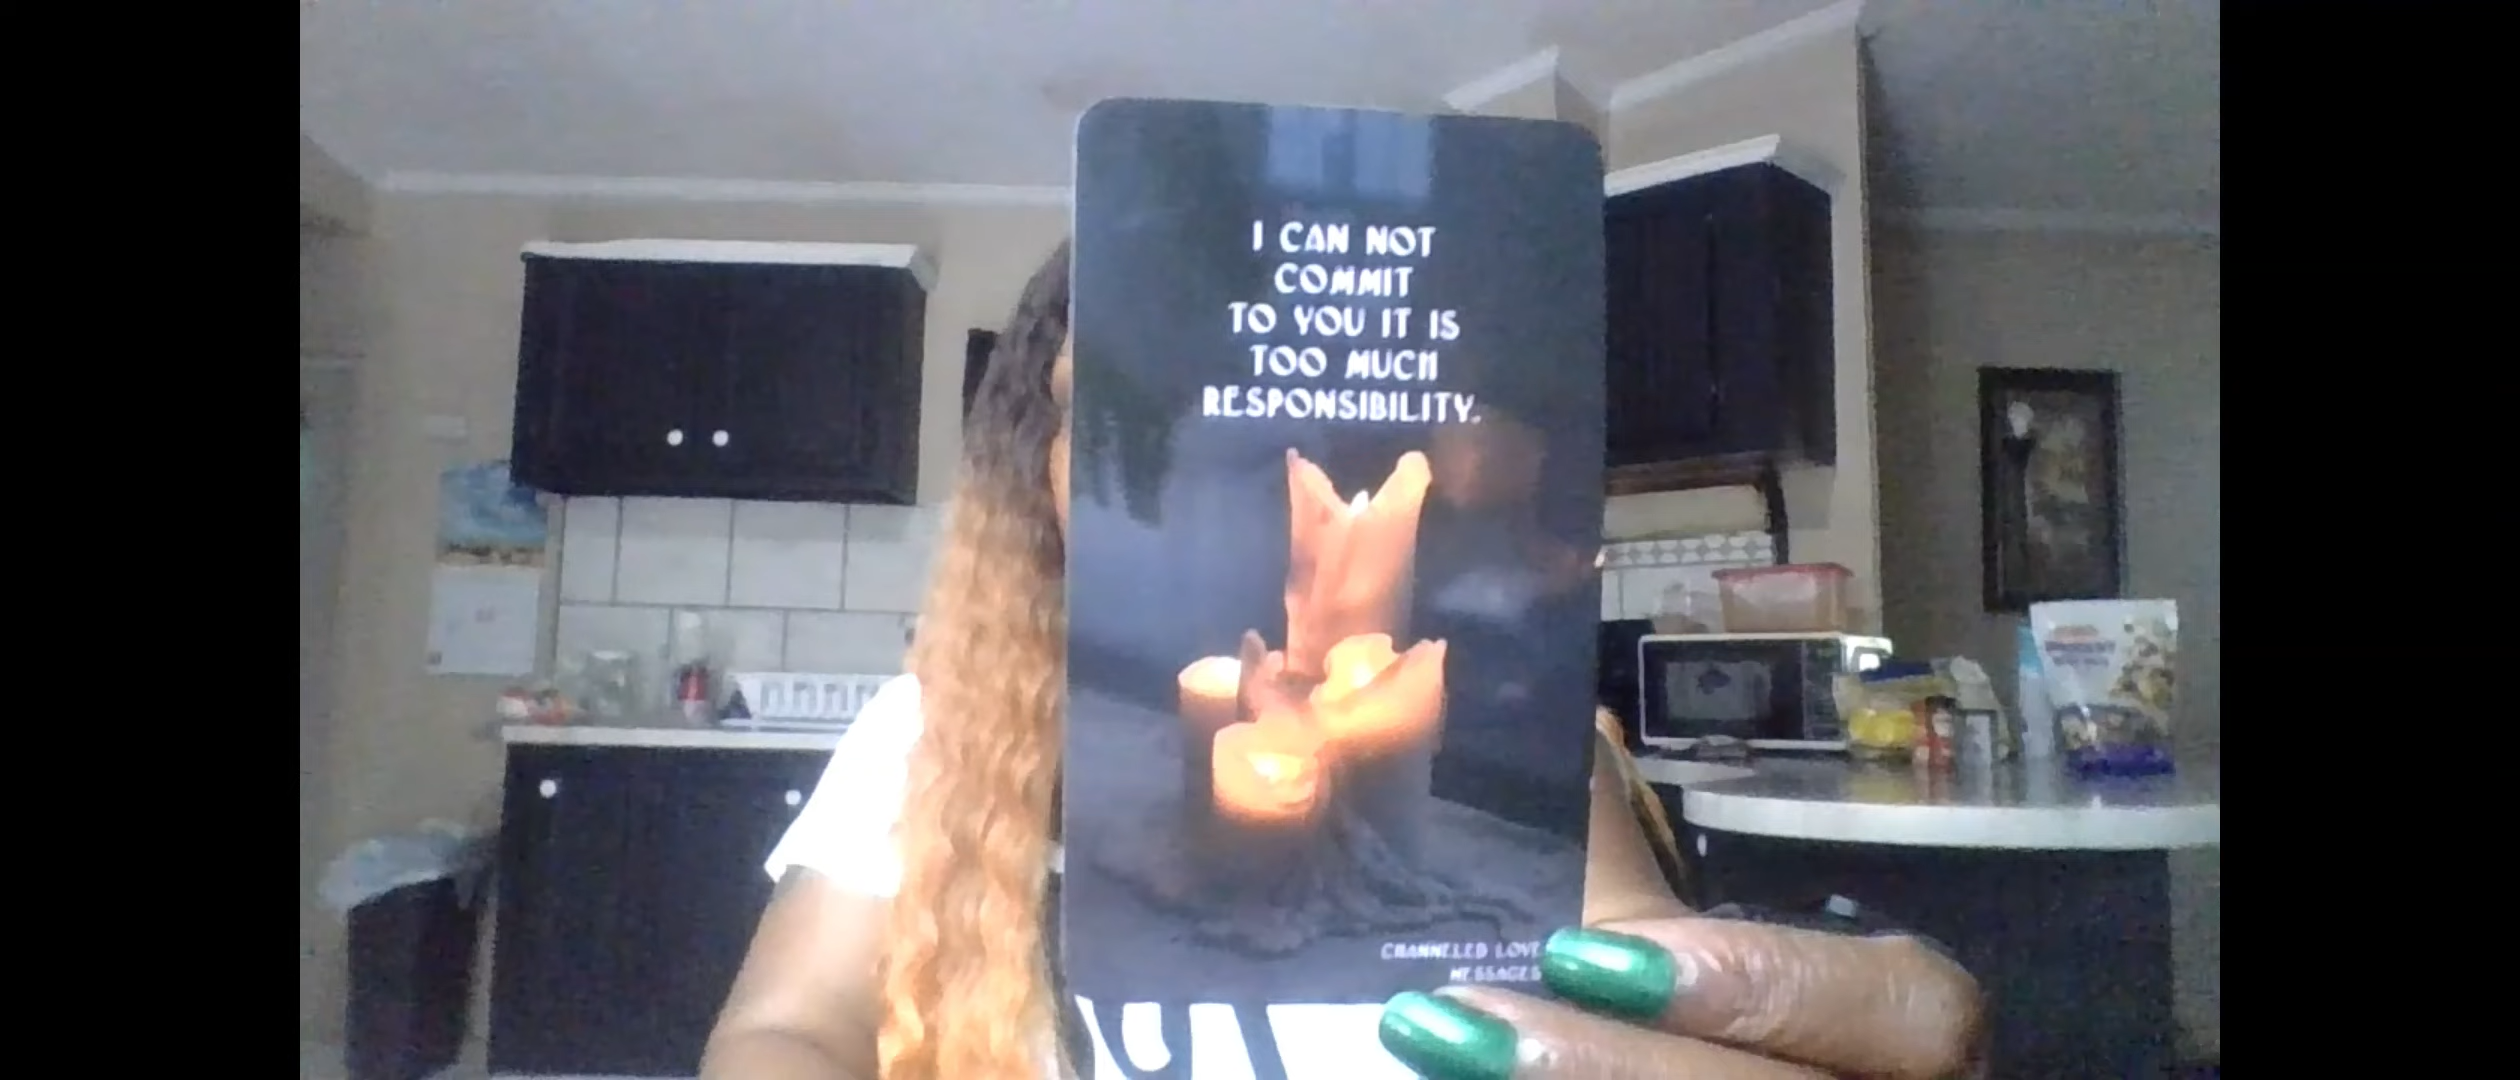 I CAN NOT
COMMIT
TO YOU IT IS
TOO MUCH
RESPONSIBILITY.
CHANNELED LOVE
MESSAGES